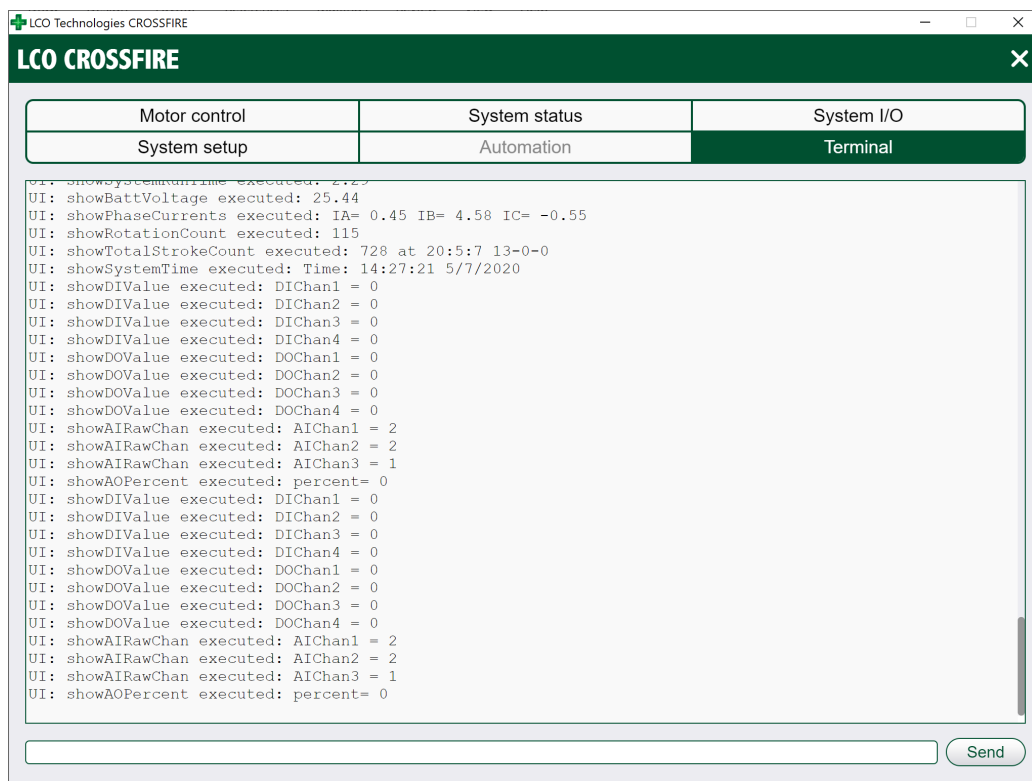 LCO Technologies CROSSFIRE
LCO CROSSFIRE
Motor control
System status
System I/O
System setup
Automation
Terminal
UI: showSystemRunTime executed: 2.29
UI: showBattVoltage executed: 25.44
UI: showPhaseCurrents executed: IA= 0.45 IB= 4.58 IC= -0.55
UI: showRotationCount executed: 115
UI: showTotalStrokeCount executed: 728 at 20:5:7 13-0-0
UI: showSystemTime executed: Time: 14:27:21 5/7/2020
UI: showDIValue executed: DIChan1 = 0
UI: showDIValue executed: DIChan2 = 0
UI: showDIValue executed: DIChan3 = 0
UI: showDIValue executed: DIChan4 = 0
UI: showDOValue executed: DOChan1 = 0
UI: showDOValue executed: DOChan2 = 0
UI: showDOValue executed: DOChan3 = 0
UI: showDOValue executed: DOChan4 = 0
UI: showAIRawChan executed: AIChan1 = 2
UI: showAIRawChan executed: AIChan2 = 2
UI: showAIRawChan executed: AIChan3 = 1
UI: showAOPercent executed: percent= 0
UI: showDIValue executed: DIChan1 = 0
UI: showDIValue executed: DIChan2 = 0
UI: showDIValue executed: DIChan3 = 0
UI: showDIValue executed: DIChan4 = 0
UI: showDOValue executed: DOChan1 = 0
UI: showDOValue executed: DOChan2 = 0
UI: showDOValue executed: DOChan3 = 0
UI: showDOValue executed: DOChan4 = 0
UI: showAIRawChan executed: AIChan1 = 2
UI: showAIRawChan executed: AIChan2 = 2
UI: showAIRawChan executed: AIChan3 = 1
UI: showAOPercent executed: percent= 0
Send